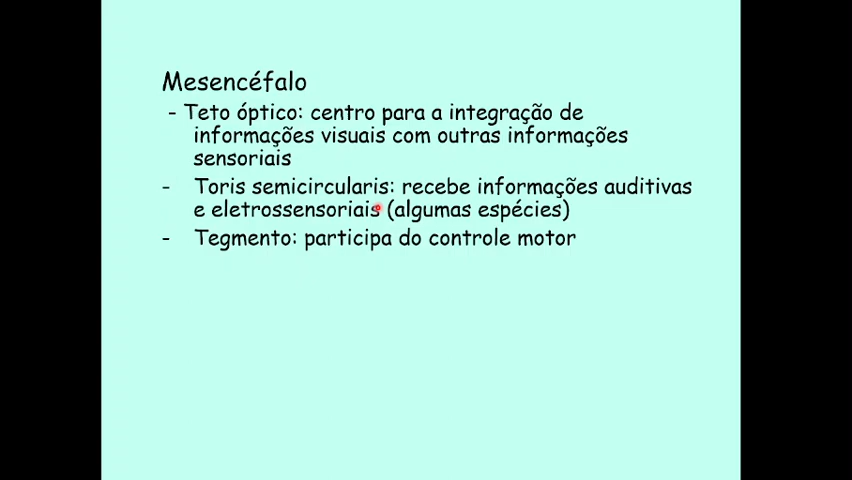 Mesencéfalo
- Teto óptico: centro para a integração de
informações visuais com outras informações
sensoriais
- Toris semicircularis: recebe informações auditivas
e eletrossensoriais (algumas espécies)
- Tegmento: participa do controle motor